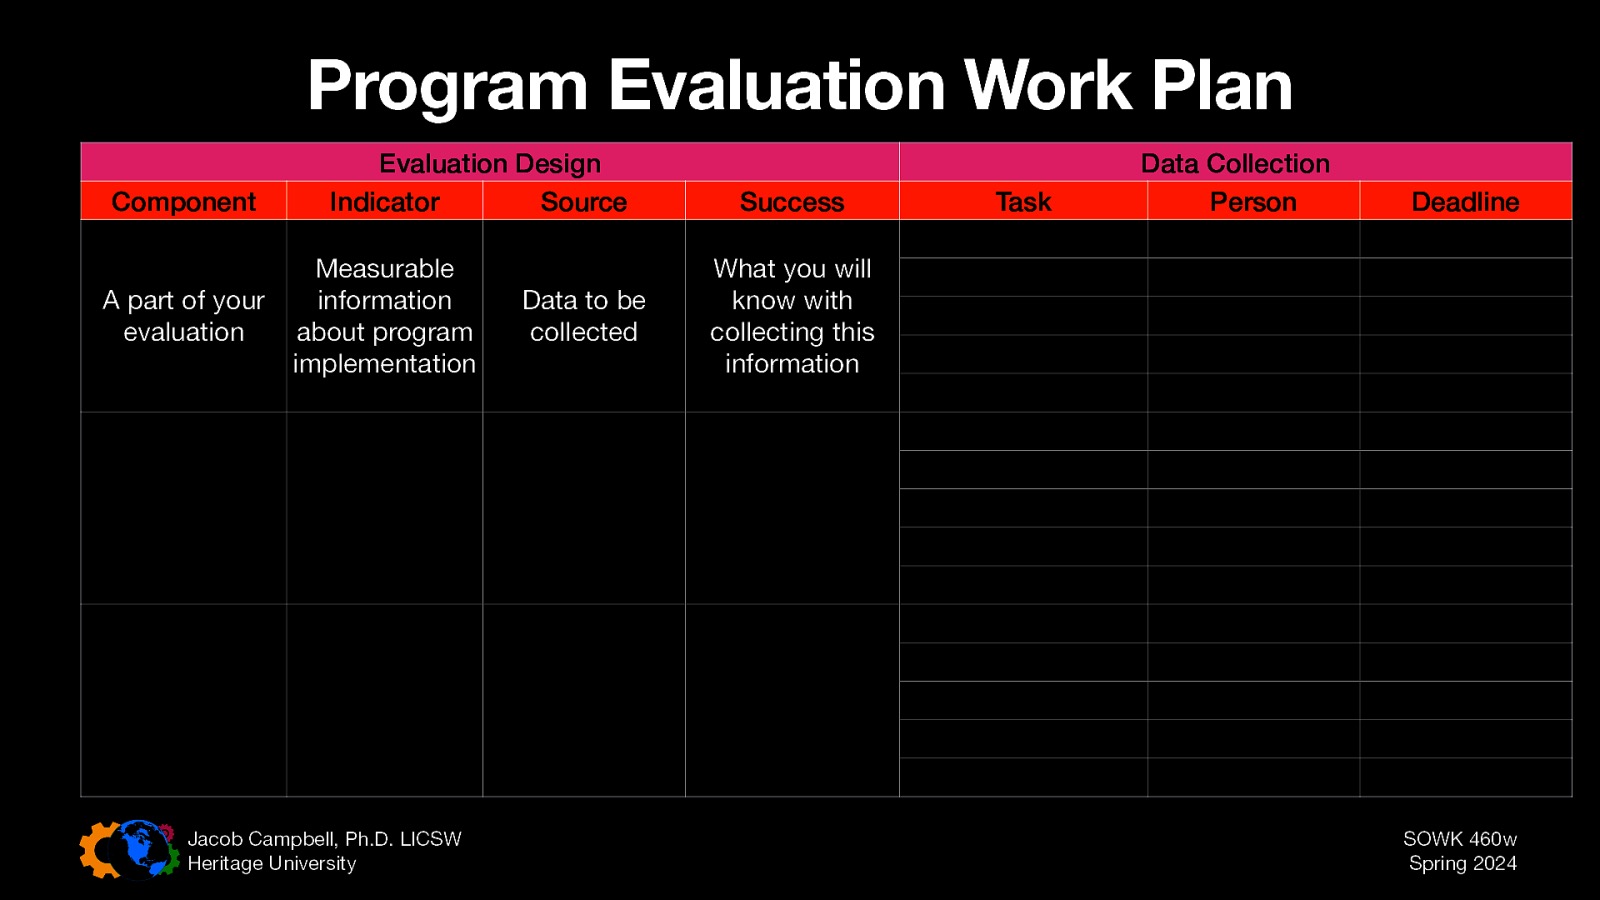 Program Evaluation Work Plan
Evaluation Design
Data Collection
Component
Indicator
Source
Success
Task
Person
Deadline
A part of your
evaluation
Measurable
information
about program
implementation
Data to be
collected
What you will
know with
collecting this
information
Jacob Campbell, Ph.D. LICSW
Heritage University
SOWK 460w
Spring 2024